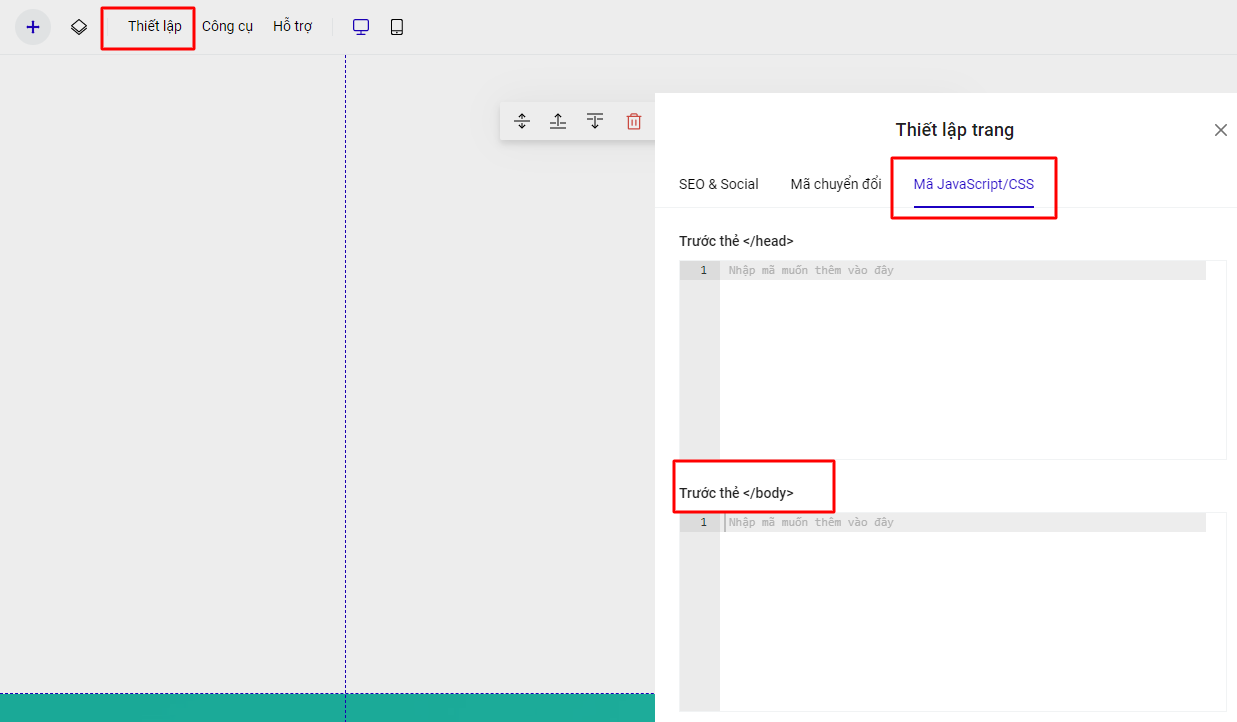 Thiết lập Công cụ Hỗ trợ
Thiết lập trang
SEO & Social Mã chuyển đổi Mã JavaScript/CSS
Trước thẻ </head>
1 Nhập mã muốn thêm vào đây
Trước thẻ </body>
1 Nhập mã muốn thêm vào đây